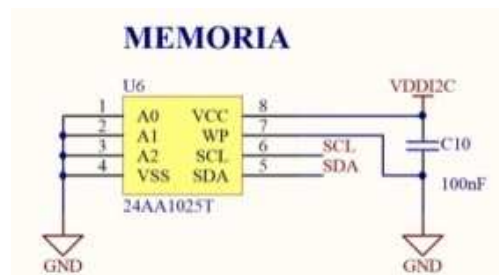 MEMORIA
U6
VDDI2C
1 A0 VCC 8
2 A1 WP 7
3 A2 SCL 6 SCL
4 VSS SDA 5 SDA
C10
100nF
24AA1025T
GND GND